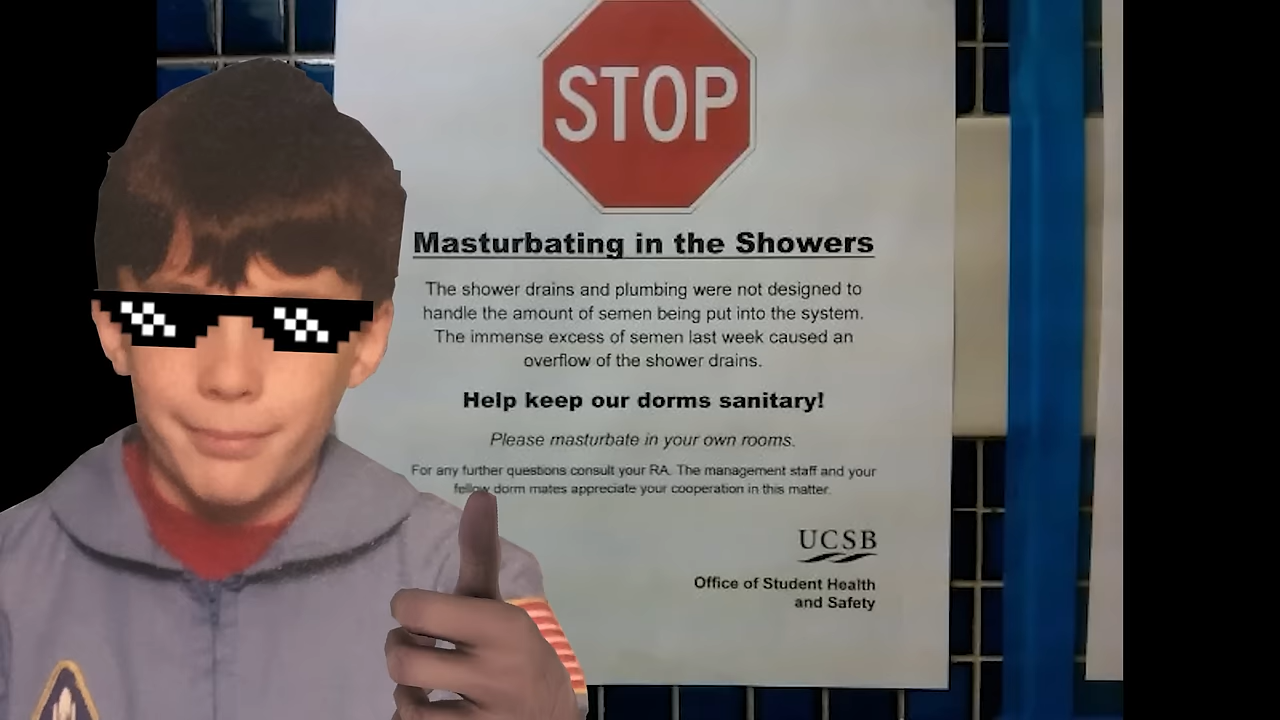 STOP
Masturbating in the Showers
The shower drains and plumbing were not designed to
handle the amount of semen being put into the system.
The immense excess of semen last week caused an
overflow of the shower drains.
Help keep our dorms sanitary!
Please masturbate in your own rooms.
For any further questions consult your RA. The management staff and your
fellow dorm mates appreciate your cooperation in this matter.
UCSB
Office of Student Health
and Safety